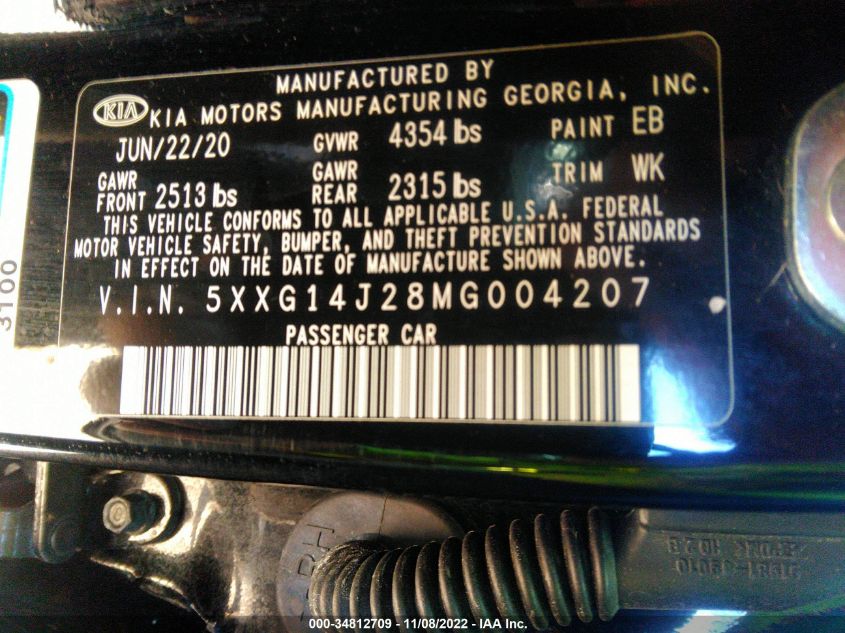 MANUFACTURED BY
KIA KIA MOTORS MANUFACTURING GEORGIA, INC.
JUN/22/20 GVWR 4354 lbs PAINT EB
GAWR FRONT 2513 lbs GAWR REAR 2315 lbs TRIM WK
THIS VEHICLE CONFORMS TO ALL APPLICABLE U.S.A. FEDERAL
MOTOR VEHICLE SAFETY, BUMPER, AND THEFT PREVENTION STANDARDS
IN EFFECT ON THE DATE OF MANUFACTURE SHOWN ABOVE.
V.I.N. 5XXG14J28MG004207
PASSENGER CAR
3100
RH
000-34812709 - 11/08/2022 - IAA Inc.